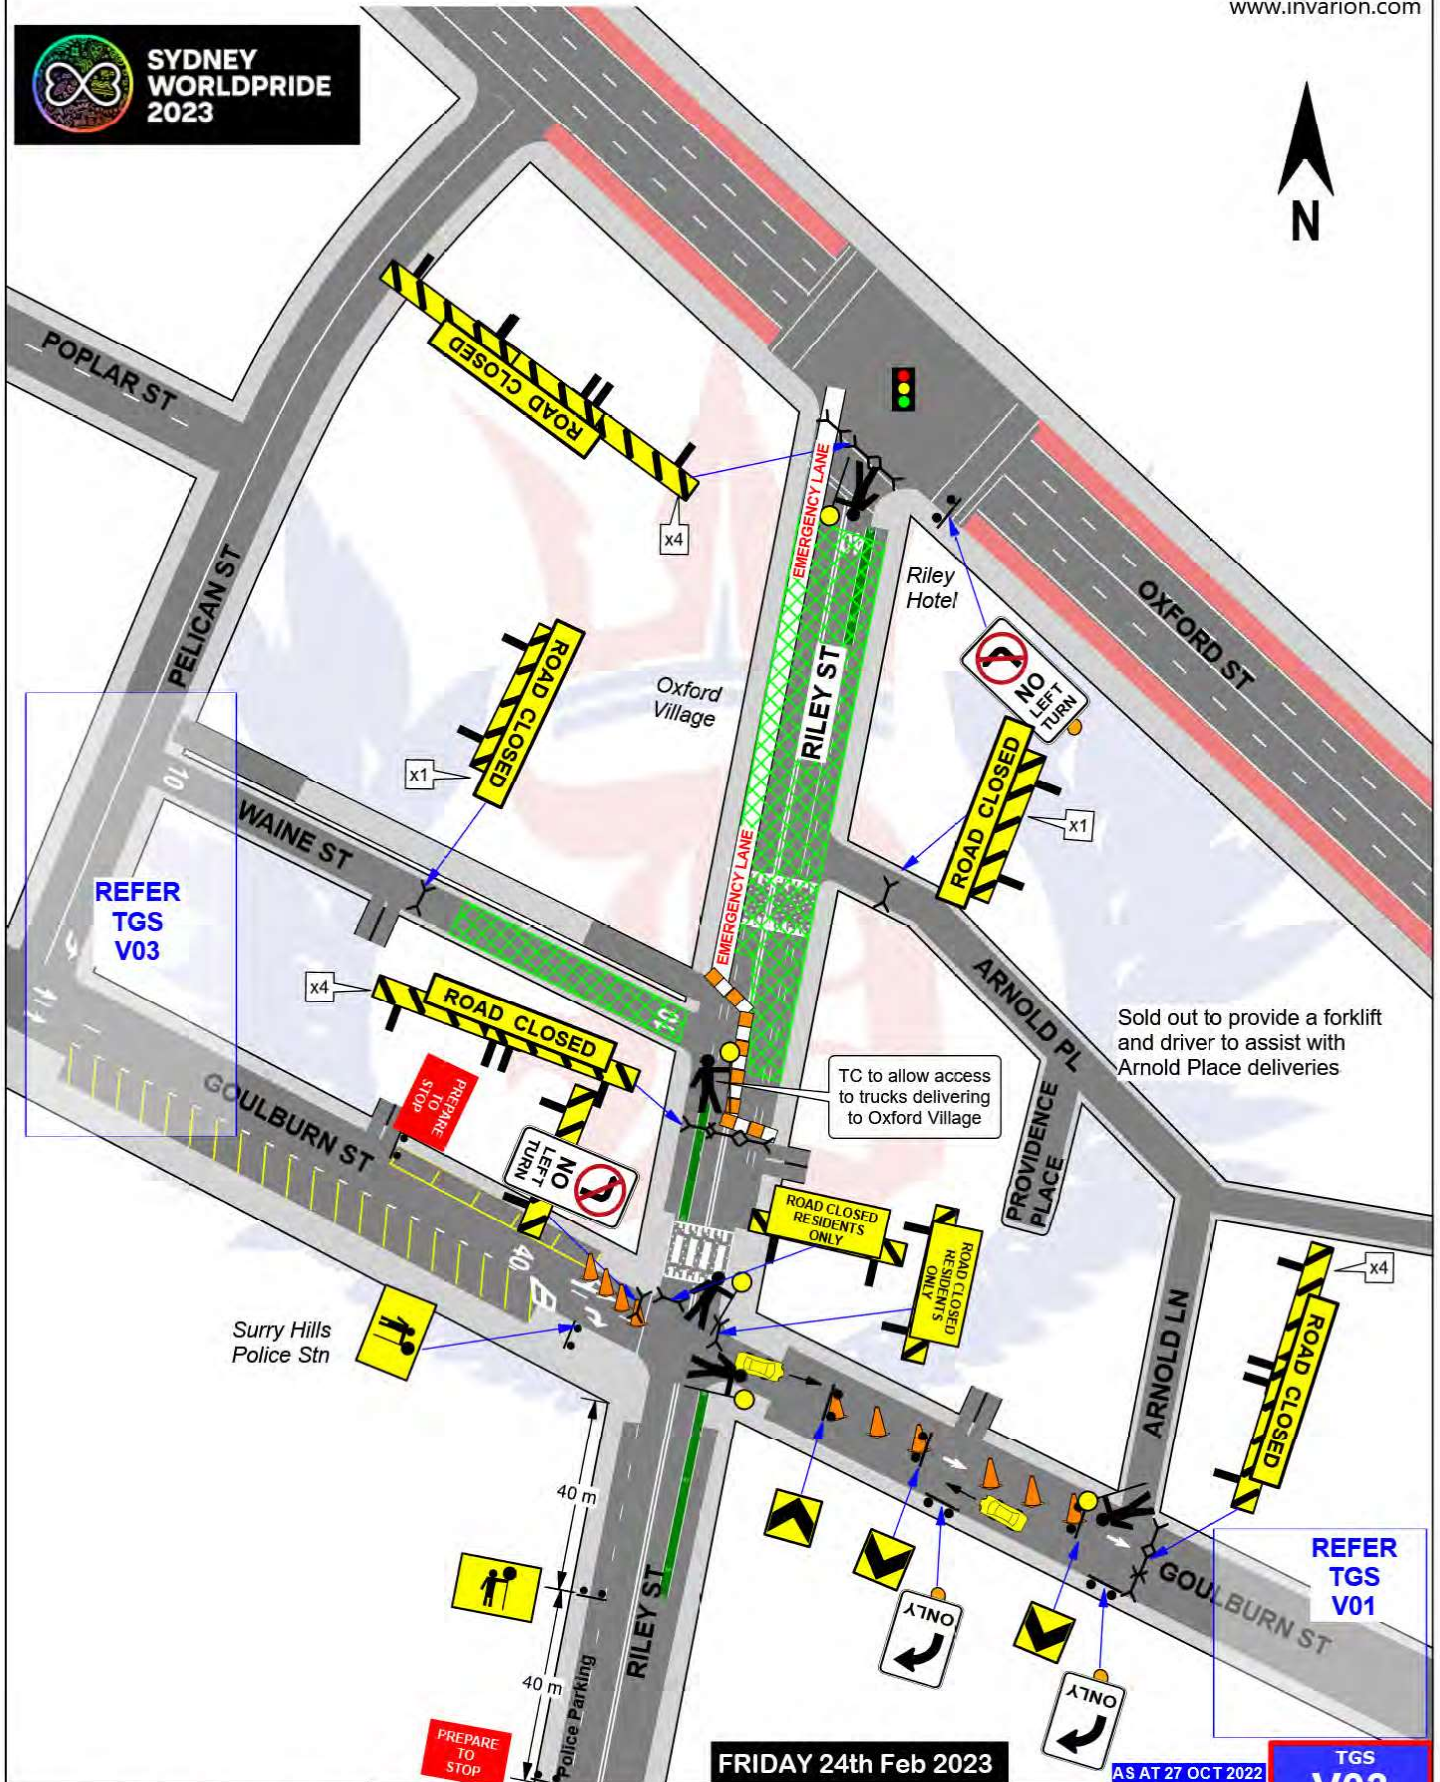 www.invarion.com
SYDNEY
WORLDPRIDE
2023
N
POPLAR ST
ROAD CLOSED
ROAD CLOSED
x4
EMERGENCY LANE
PELICAN ST
Riley
Hotel
OXFORD ST
NO
LEFT
TURN
ROAD CLOSED
Oxford
Village
RILEY ST
x1
ROAD CLOSED
x1
10
WAINE ST
EMERGENCY LANE
REFER
TGS
V03
x4
ROAD CLOSED
ARNOLD PL
Sold out to provide a forklift
and driver to assist with
Arnold Place deliveries
PREPARE
TO
STOP
GOULBURN ST
TC to allow access
to trucks delivering
to Oxford Village
PROVIDENCE
PLACE
NO
LEFT
TURN
ROAD CLOSED
RESIDENTS
ONLY
ROAD CLOSED
RESIDENTS
ONLY
40
x4
ROAD CLOSED
ARNOLD LN
Surry Hills
Police Stn
40 m
REFER
TGS
V01
GOULBURN ST
ONLY
ONLY
RILEY ST
40 m
Police Parking
PREPARE
TO
STOP
FRIDAY 24th Feb 2023
AS AT 27 OCT 2022
TGS